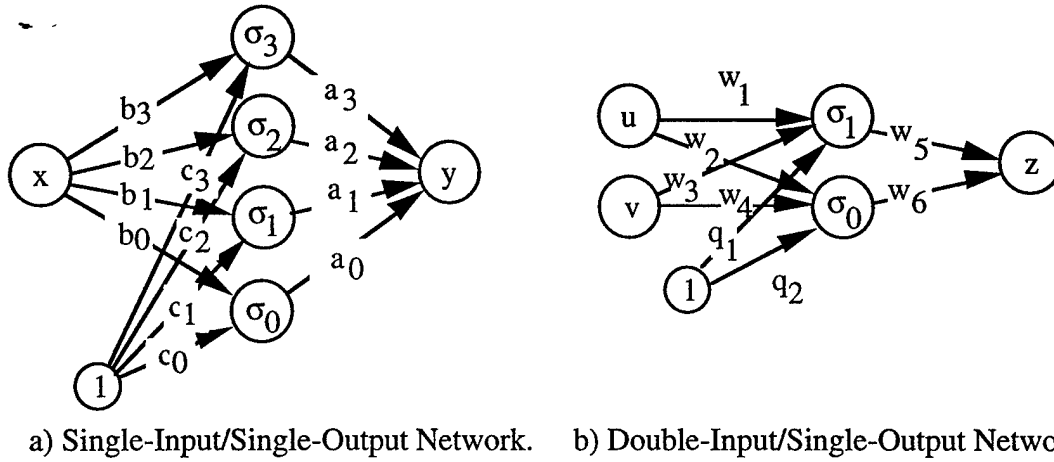 σ3
a3
b3
σ2
b2
a2
x
c3
y
b1
a1
c2
σ1
b0
a0
c1
σ0
c0
1
a) Single-Input/Single-Output Network.
w1
u
σ1
w2
w5
z
w3
w6
v
w4
σ0
q1
1
q2
b) Double-Input/Single-Output Netwo